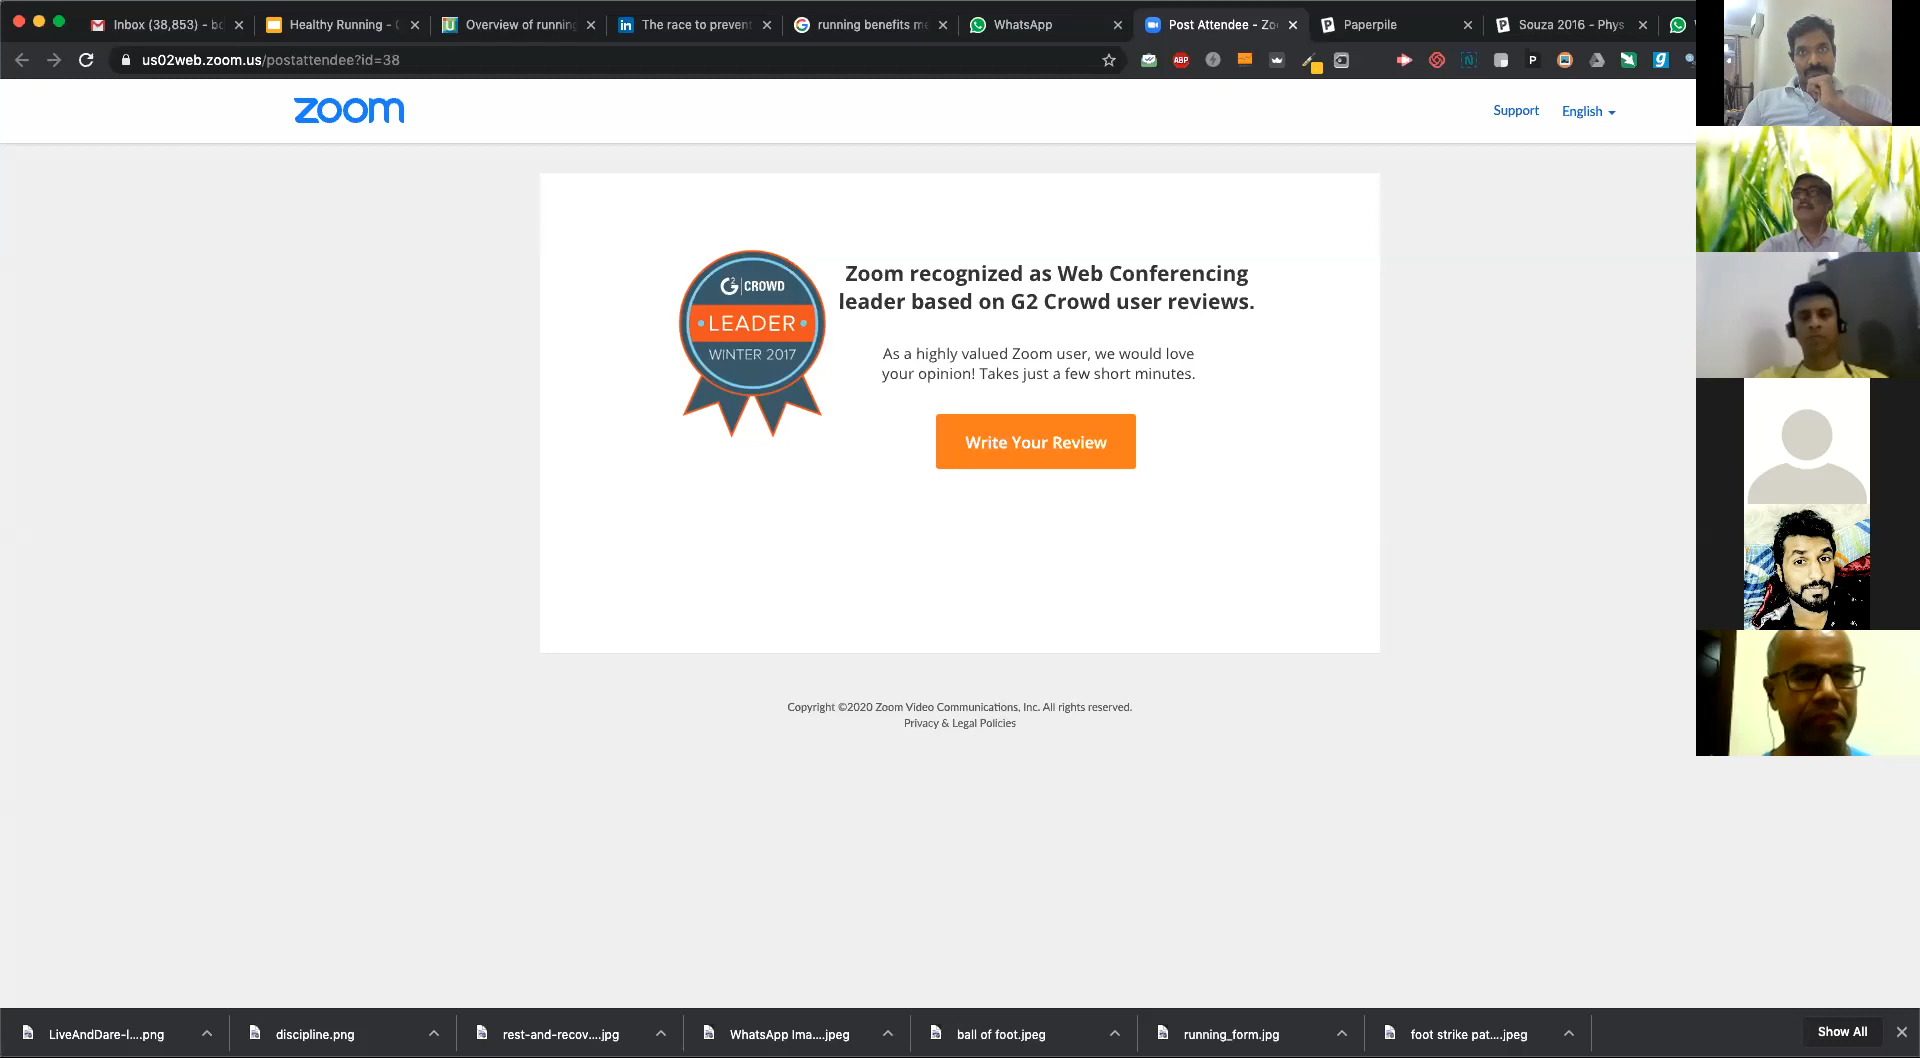 Inbox (38,853) - bc
Healthy Running - G
Overview of running
The race to prevent
running benefits me
WhatsApp
Post Attendee - Zo
Paperpile
Souza 2016 - Phys
us02web.zoom.us/postattendee?id=38
ABP
P
g
zoom
Support
English
G2 CROWD
LEADER
WINTER 2017
Zoom recognized as Web Conferencing
leader based on G2 Crowd user reviews.
As a highly valued Zoom user, we would love
your opinion! Takes just a few short minutes.
Write Your Review
Copyright ©2020 Zoom Video Communications, Inc. All rights reserved.
Privacy & Legal Policies
LiveAndDare-l....png
discipline.png
rest-and-recov....jpg
WhatsApp Ima....jpeg
ball of foot.jpeg
running_form.jpg
foot strike pat....jpeg
Show All